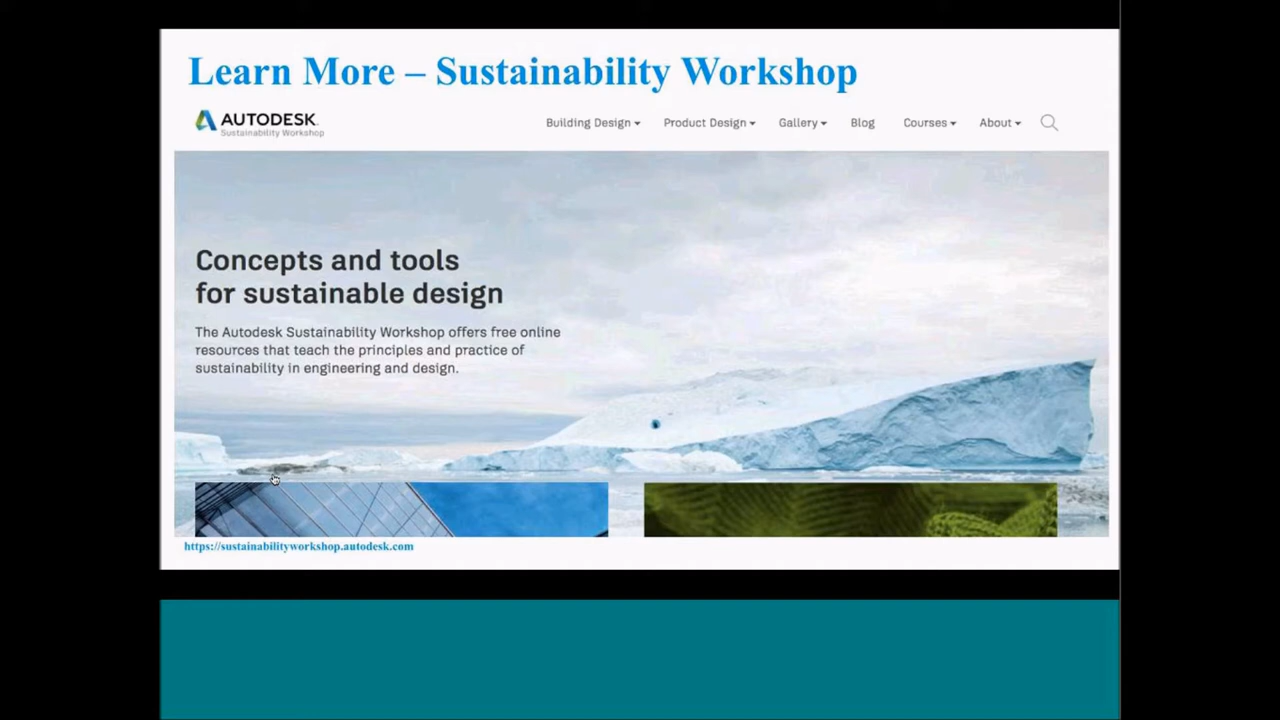 Learn More – Sustainability Workshop
AUTODESK.
Sustainability Workshop
Building Design
Product Design
Gallery
Blog
Courses
About
Concepts and tools
for sustainable design
The Autodesk Sustainability Workshop offers free online
resources that teach the principles and practice of
sustainability in engineering and design.
https://sustainabilityworkshop.autodesk.com